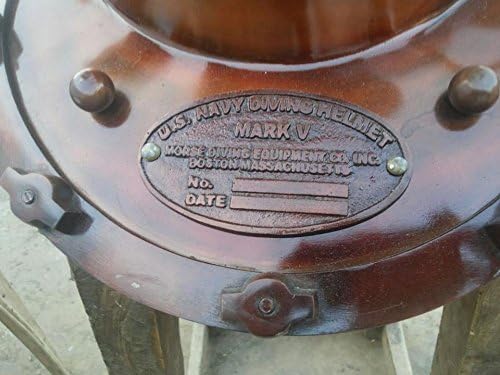 U.S. NAVY DIVING HELMET
MARK V
MORSE DIVING EQUIPMENT CO. INC.
BOSTON MASSACHUSETTS
No.
DATE